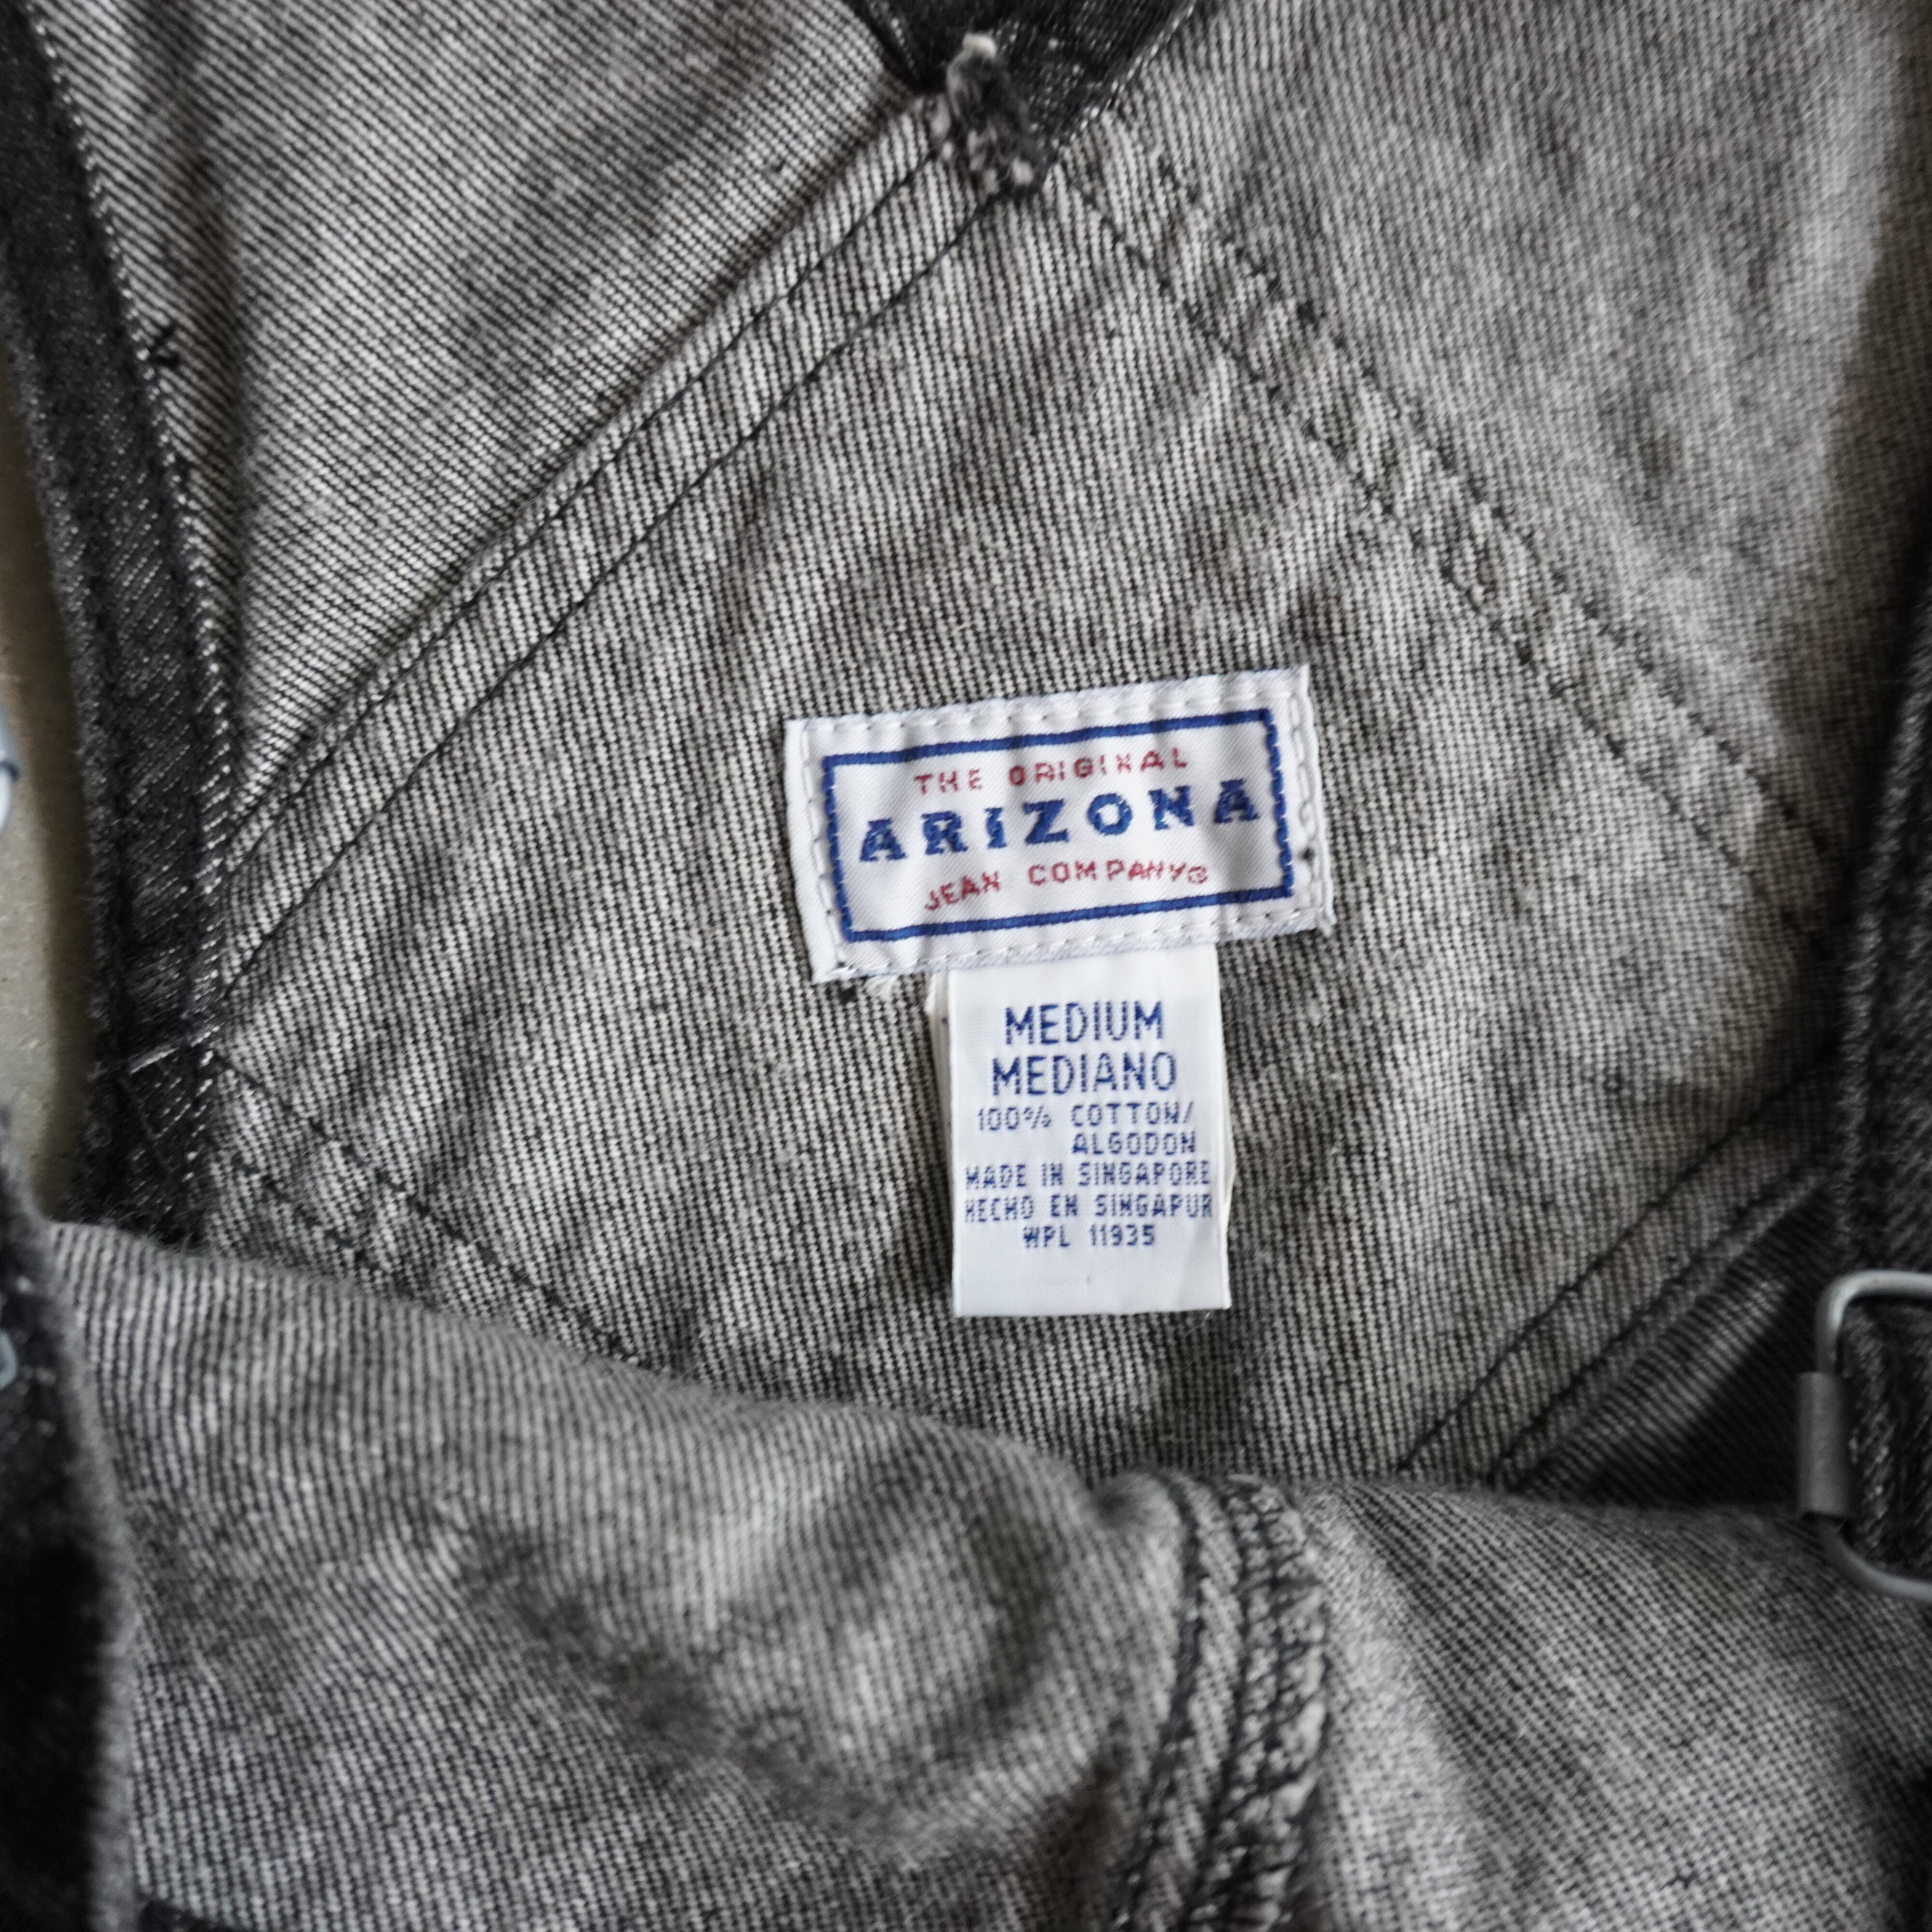 THE ORIGINAL
ARIZONA
JEAN COMPANY®
MEDIUM
MEDIANO
100% COTTON/
ALGODON
MADE IN SINGAPORE
HECHO EN SINGAPUR
WPL 11935